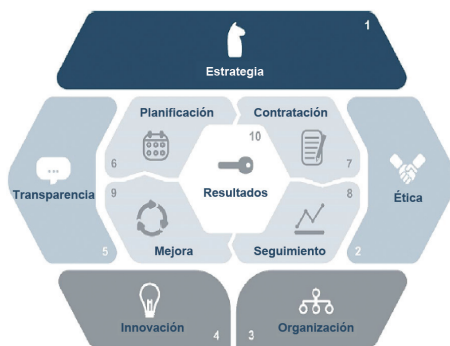 1
Estrategia
Planificación
Contratación
10
6
7
...
Transparencia
Resultados
Ética
9
8
Mejora
Seguimiento
5
2
Innovación
4
3
Organización